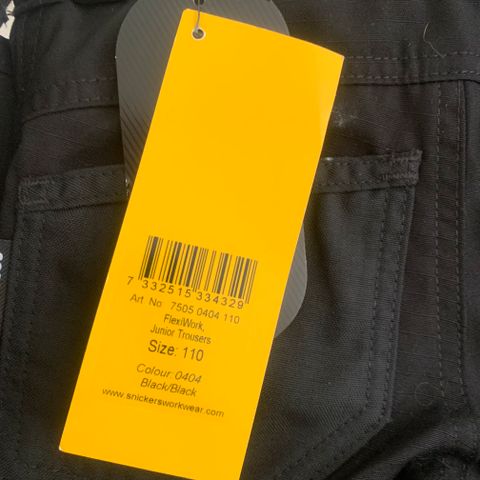 7 332515 334329
Art. No: 7505 0404 110
FlexiWork,
Junior Trousers
Size: 110
Colour: 0404
Black/Black
www.snickersworkwear.com